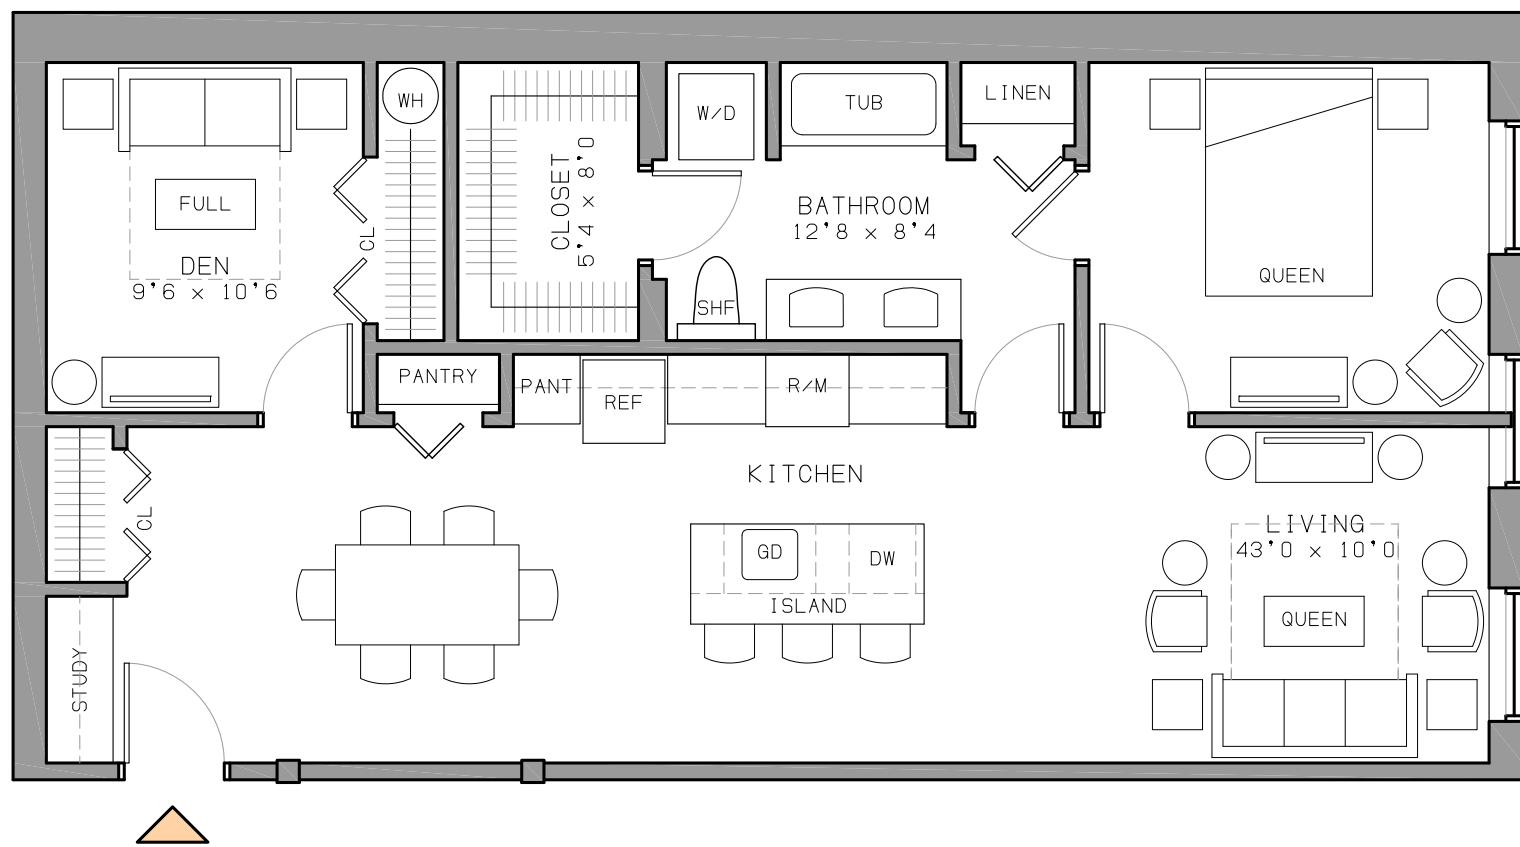 WH
W/D
TUB
LINEN
FULL
CL
CLOSET
5'4 x 8'0
BATHROOM
12'8 x 8'4
DEN
9'6 x 10'6
SHF
QUEEN
PANTRY
PANT
REF
R/M
KITCHEN
CL
GD
DW
ISLAND
LIVING
43'0 x 10'0
QUEEN
STUDY